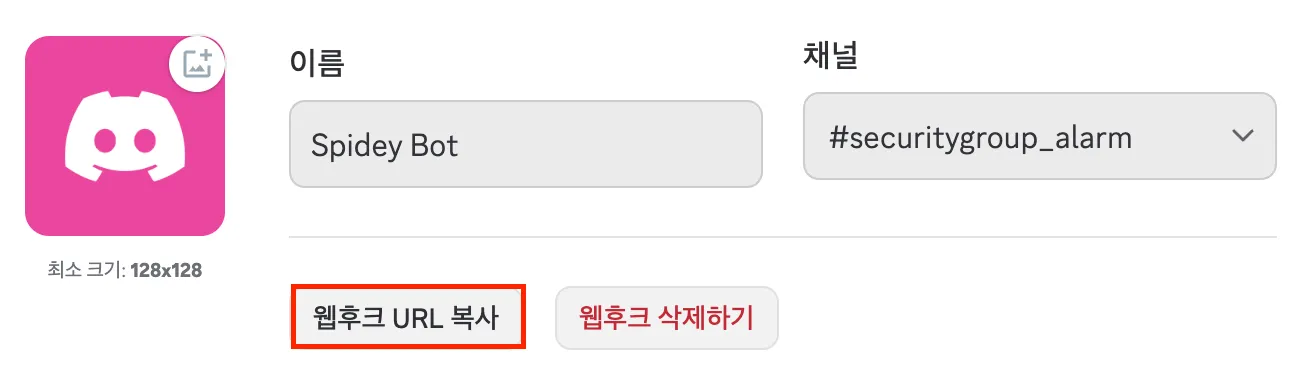 이름
Spidey Bot
채널
#securitygroup_alarm
최소 크기: 128x128
웹후크 URL 복사
웹후크 삭제하기